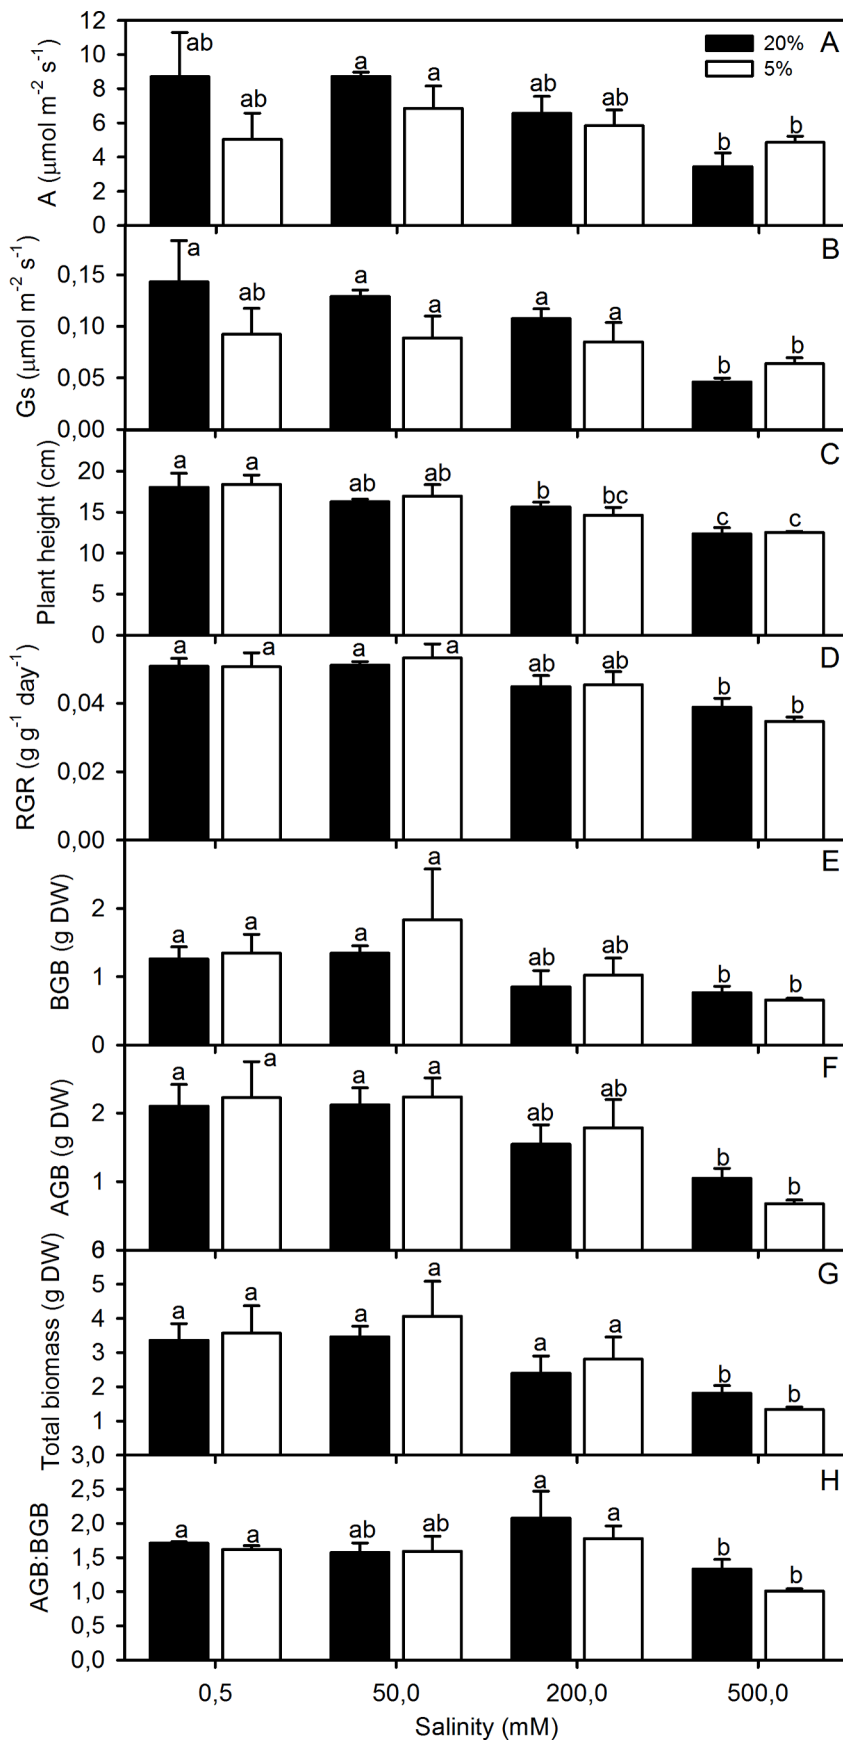 12
10
8
6
4
2
0
A (μmol m⁻² s⁻¹)
ab
ab
a
a
ab
ab
b
b
20%
5%
A
0,15
0,10
0,05
0,00
Gs (μmol m⁻² s⁻¹)
a
ab
a
a
a
a
b
b
B
20
15
10
5
0
Plant height (cm)
a
a
ab
ab
b
bc
c
c
C
0,04
0,02
0,00
RGR (g g⁻¹ day⁻¹)
a
a
a
a
ab
ab
b
b
D
2
1
0
BGB (g DW)
a
a
a
a
ab
ab
b
b
E
2
1
0
AGB (g DW)
a
a
a
a
ab
ab
b
b
F
6
5
4
3
2
1
Total biomass (g DW)
a
a
a
a
a
a
b
b
G
3,0
2,5
2,0
1,5
1,0
0,5
0,0
AGB:BGB
a
a
ab
ab
a
a
b
b
H
0,5 50,0 200,0 500,0
Salinity (mM)